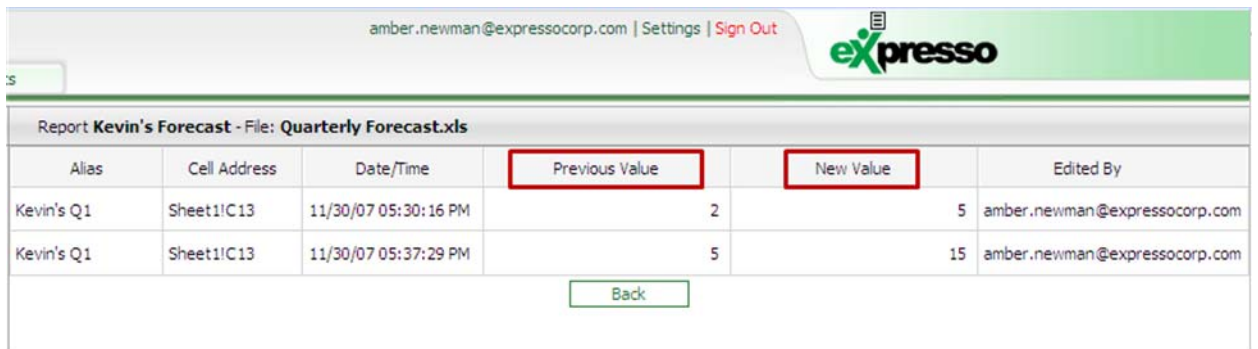 amber.newman@expressocorp.com | Settings | Sign Out
eXpresso
ts
Report Kevin's Forecast - File: Quarterly Forecast.xls
Alias Cell Address Date/Time Previous Value New Value Edited By
Kevin's Q1 Sheet1!C13 11/30/07 05:30:16 PM 2 5 amber.newman@expressocorp.com
Kevin's Q1 Sheet1!C13 11/30/07 05:37:29 PM 5 15 amber.newman@expressocorp.com
Back